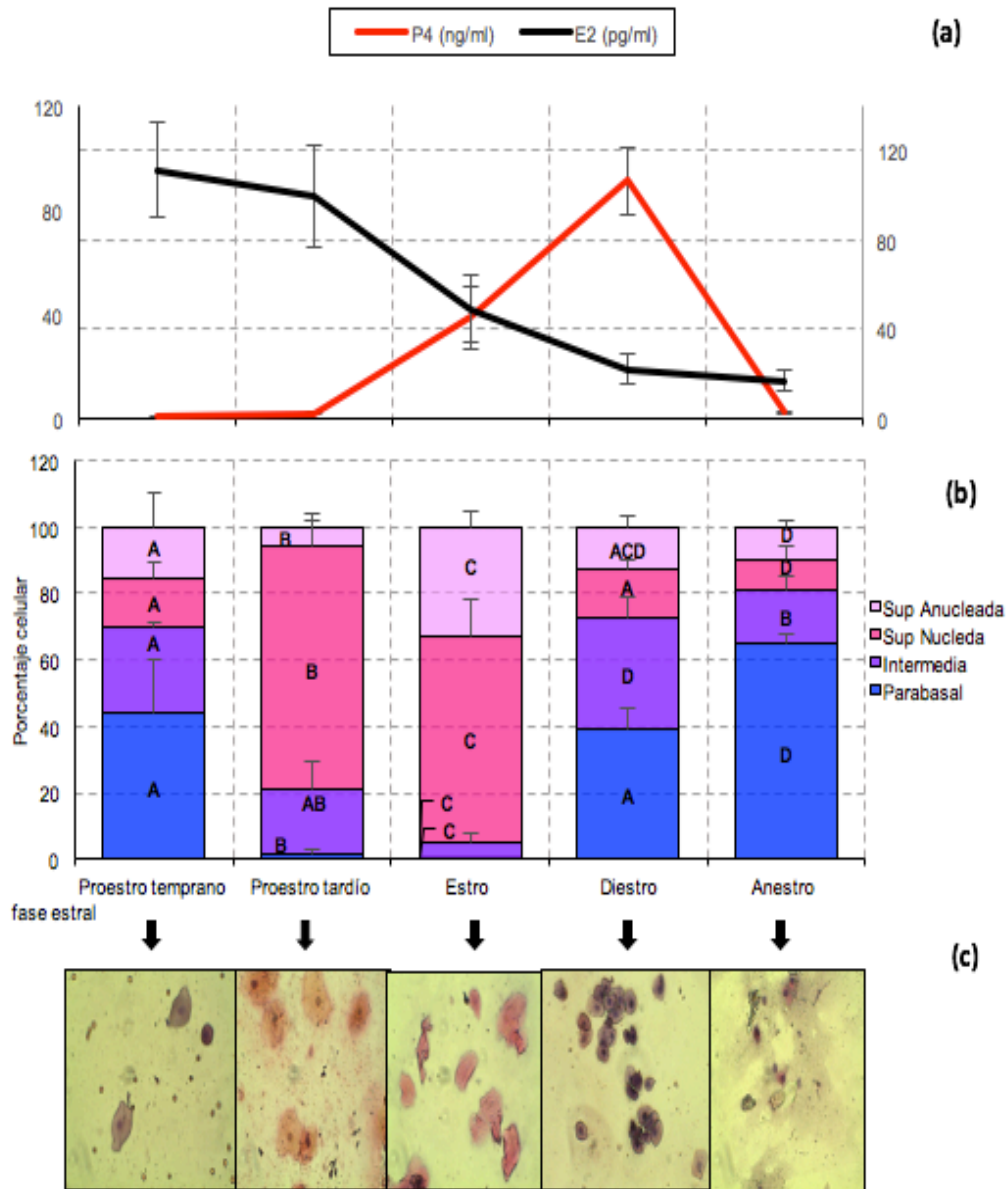 P4 (ng/ml) E2 (pg/ml)
(a)
120
80
40
0
120
80
40
0
(b)
Porcentaje celular
120
100
80
60
40
20
0
A
A
A
A
B
B
AB
B
C
C
C
C
ACD
A
D
A
D
D
B
D
Sup Anucleada
Sup Nucleda
Intermedia
Parabasal
Proestro temprano Proestro tardío Estro Diestro Anestro
fase estral
(c)